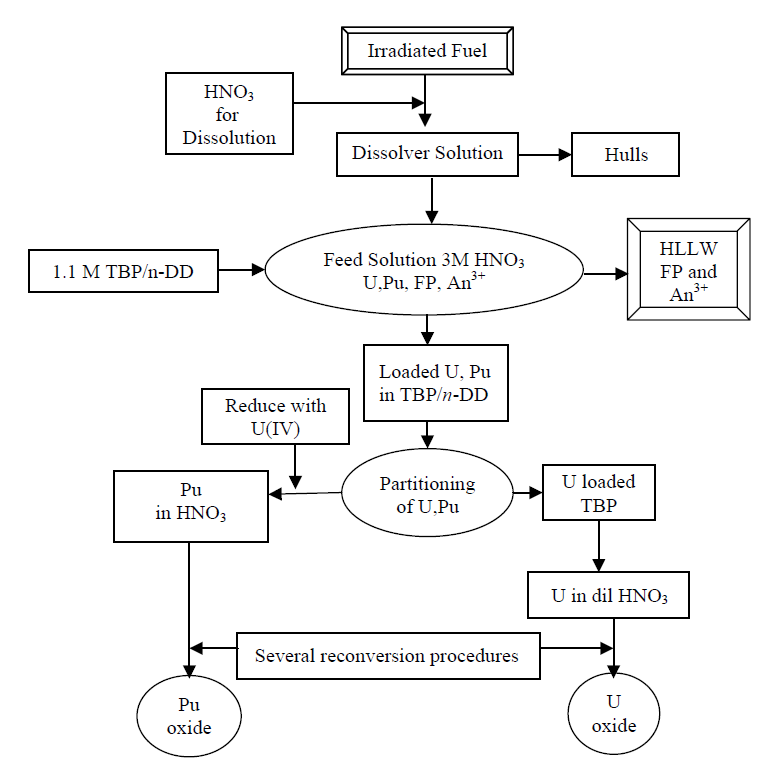 Irradiated Fuel
HNO₃
for
Dissolution
Dissolver Solution
Hulls
1.1 M TBP/n-DD
Feed Solution 3M HNO₃
U,Pu, FP, An³⁺
HLLW
FP and
An³⁺
Loaded U, Pu
in TBP/n-DD
Reduce with
U(IV)
Pu
in HNO₃
Partitioning
of U,Pu
U loaded
TBP
U in dil HNO₃
Several reconversion procedures
Pu
oxide
U
oxide